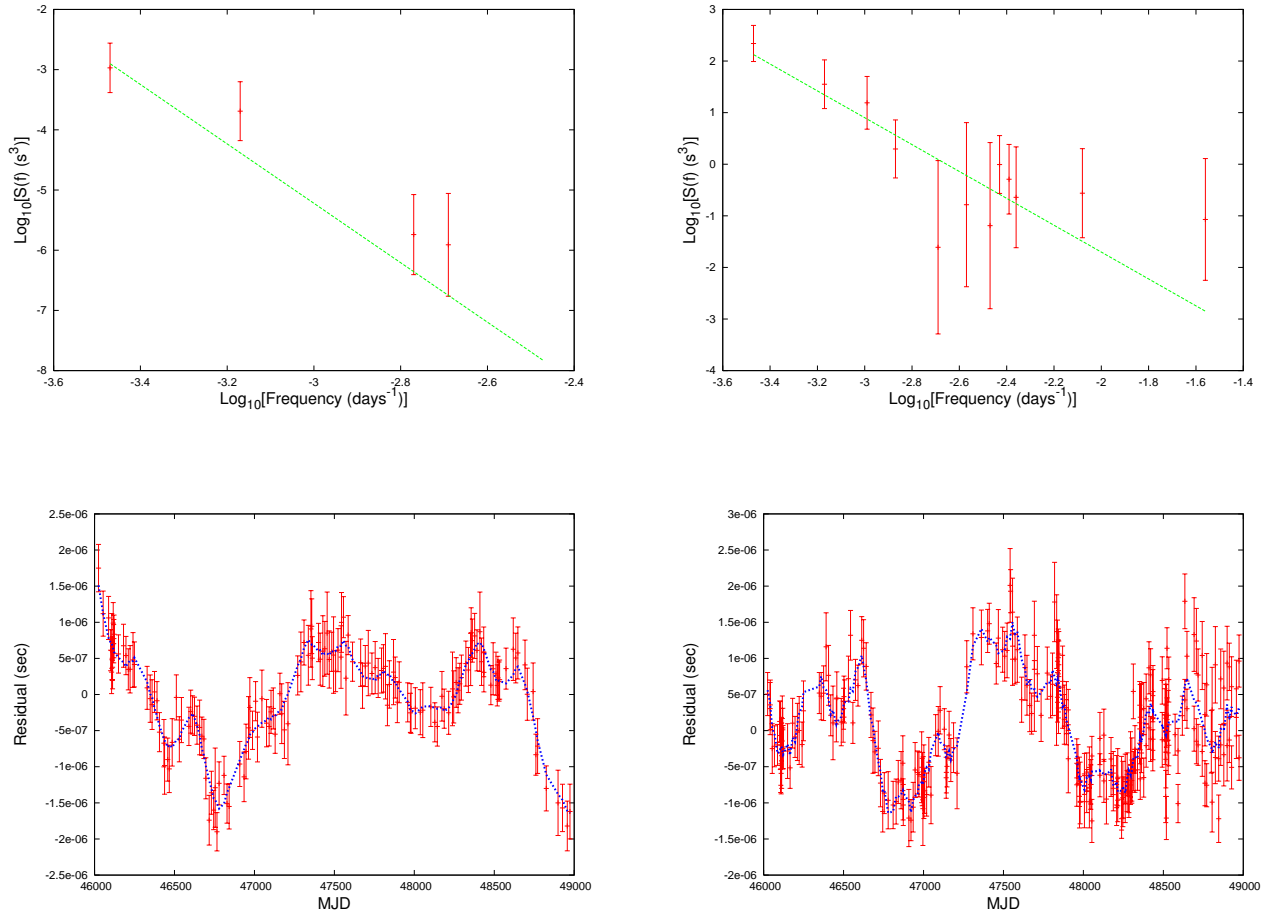 -2
-3
-4
-5
-6
-7
-8
-3.6 -3.4 -3.2 -3 -2.8 -2.6 -2.4
Log10[S(f) (s^3)]
Log10[Frequency (days^-1)]
3
2
1
0
-1
-2
-3
-4
-3.6 -3.4 -3.2 -3 -2.8 -2.6 -2.4 -2.2 -2 -1.8 -1.6 -1.4
Log10[S(f) (s^3)]
Log10[Frequency (days^-1)]
2.5e-06
2e-06
1.5e-06
1e-06
5e-07
0
-5e-07
-1e-06
-1.5e-06
-2e-06
-2.5e-06
46000 46500 47000 47500 48000 48500 49000
Residual (sec)
MJD
3e-06
2.5e-06
2e-06
1.5e-06
1e-06
5e-07
0
-5e-07
-1e-06
-1.5e-06
-2e-06
46000 46500 47000 47500 48000 48500 49000
Residual (sec)
MJD